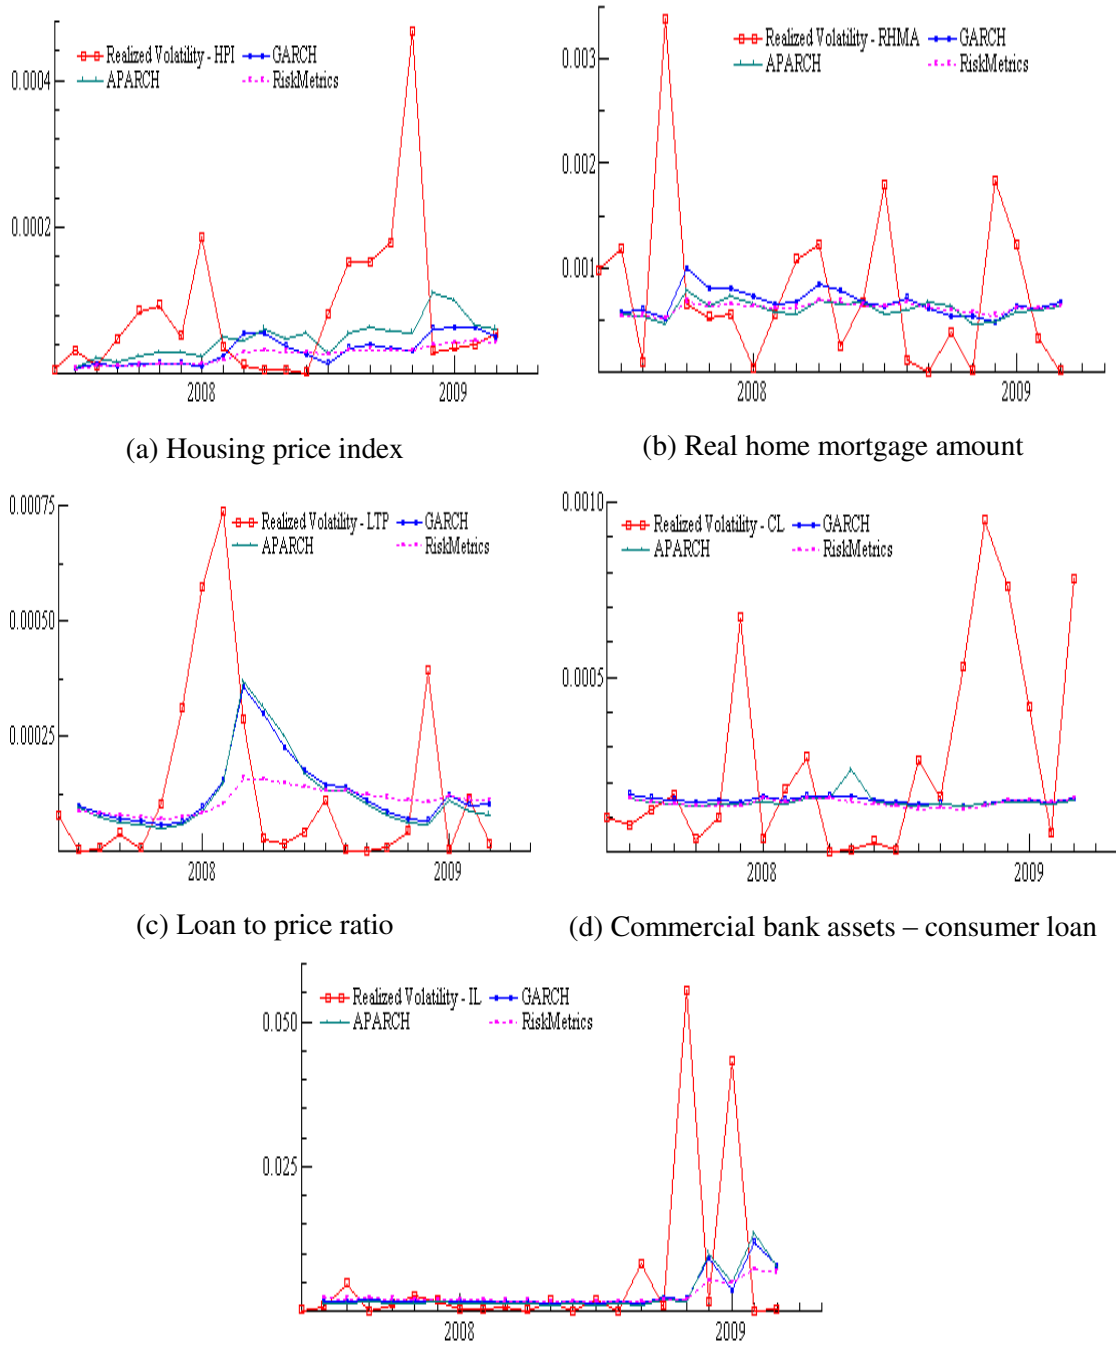 Realized Volatility - HPI GARCH
APARCH RiskMetrics
0.0004
0.0002
2008 2009
(a) Housing price index
Realized Volatility - RHMA GARCH
APARCH RiskMetrics
0.003
0.002
0.001
2008 2009
(b) Real home mortgage amount
0.00075
Realized Volatility - LTP GARCH
APARCH RiskMetrics
0.00050
0.00025
2008 2009
(c) Loan to price ratio
0.0010
Realized Volatility - CL GARCH
APARCH RiskMetrics
0.0005
2008 2009
(d) Commercial bank assets – consumer loan
Realized Volatility - IL GARCH
APARCH RiskMetrics
0.050
0.025
2008 2009